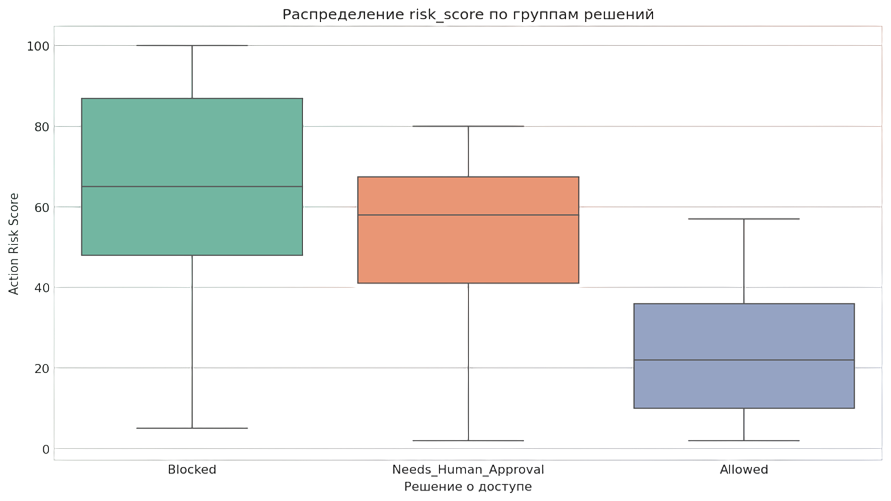 Распределение risk_score по группам решений
Action Risk Score
100
80
60
40
20
0
Blocked
Needs_Human_Approval
Allowed
Решение о доступе